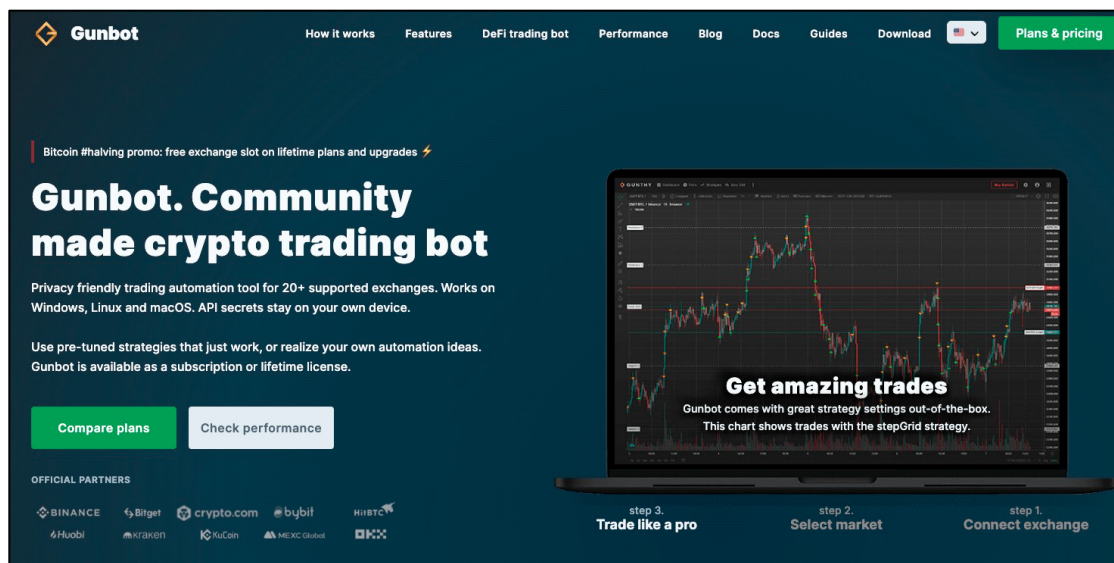 Gunbot
How it works Features DeFi trading bot Performance Blog Docs Guides Download Plans & pricing
Bitcoin #halving promo: free exchange slot on lifetime plans and upgrades ⚡
Gunbot. Community
made crypto trading bot
Privacy friendly trading automation tool for 20+ supported exchanges. Works on
Windows, Linux and macOS. API secrets stay on your own device.
Use pre-tuned strategies that just work, or realize your own automation ideas.
Gunbot is available as a subscription or lifetime license.
Compare plans Check performance
OFFICIAL PARTNERS
BINANCE Bitget crypto.com bybit HitBTC
Huobi mKraken KuCoin MEXC Global OKX
GUNTHY
Get amazing trades
Gunbot comes with great strategy settings out-of-the-box.
This chart shows trades with the stepGrid strategy.
step 3. step 2. step 1.
Trade like a pro Select market Connect exchange